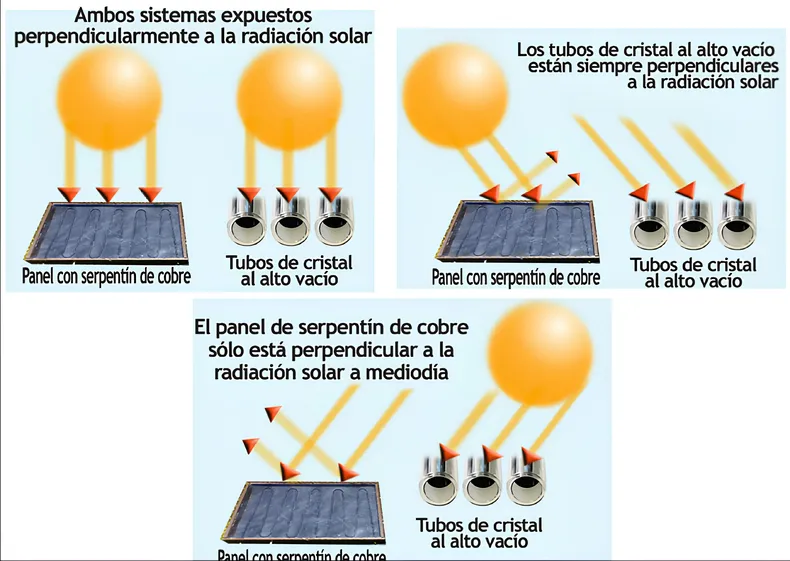 Ambos sistemas expuestos
perpendicularmente a la radiación solar
Panel con serpentín de cobre
Tubos de cristal
al alto vacío
Los tubos de cristal al alto vacío
están siempre perpendiculares
a la radiación solar
Panel con serpentín de cobre
Tubos de cristal
al alto vacío
El panel de serpentín de cobre
sólo está perpendicular a la
radiación solar a mediodía
Panel con serpentín de cobre
Tubos de cristal
al alto vacío